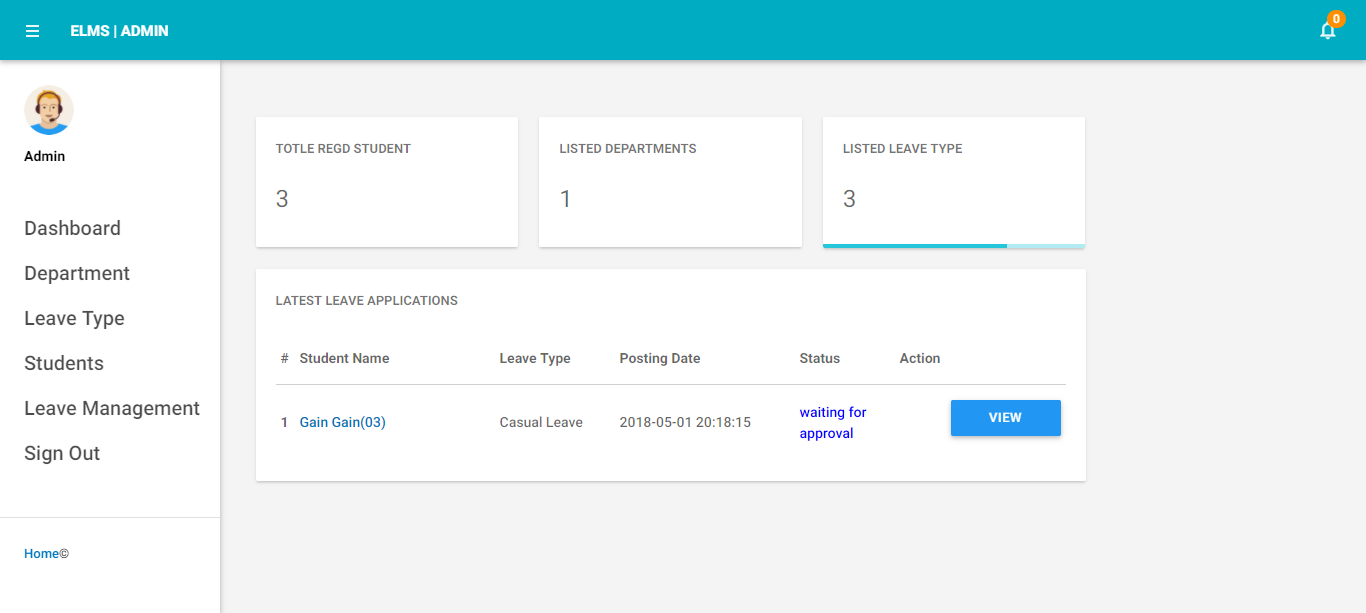 ELMS | ADMIN
0
Admin
Dashboard
Department
Leave Type
Students
Leave Management
Sign Out
Home©
TOTLE REGD STUDENT
3
LISTED DEPARTMENTS
1
LISTED LEAVE TYPE
3
LATEST LEAVE APPLICATIONS
# Student Name Leave Type Posting Date Status Action
1 Gain Gain(03) Casual Leave 2018-05-01 20:18:15 waiting for
approval
VIEW